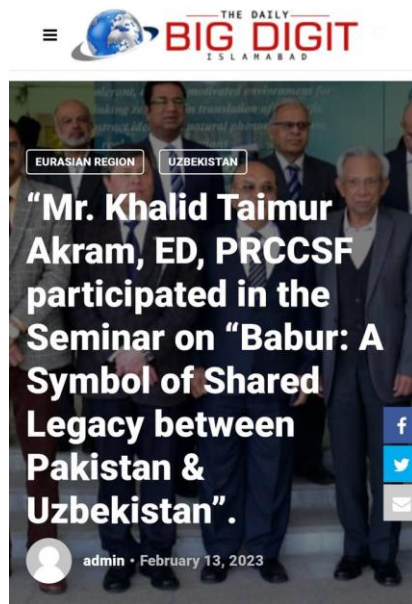 THE DAILY
BIG DIGIT
ISLAMABAD
EURASIAN REGION
UZBEKISTAN
“Mr. Khalid Taimur
Akram, ED, PRCCSF
participated in the
Seminar on “Babur: A
Symbol of Shared
Legacy between
Pakistan &
Uzbekistan”.
admin • February 13, 2023